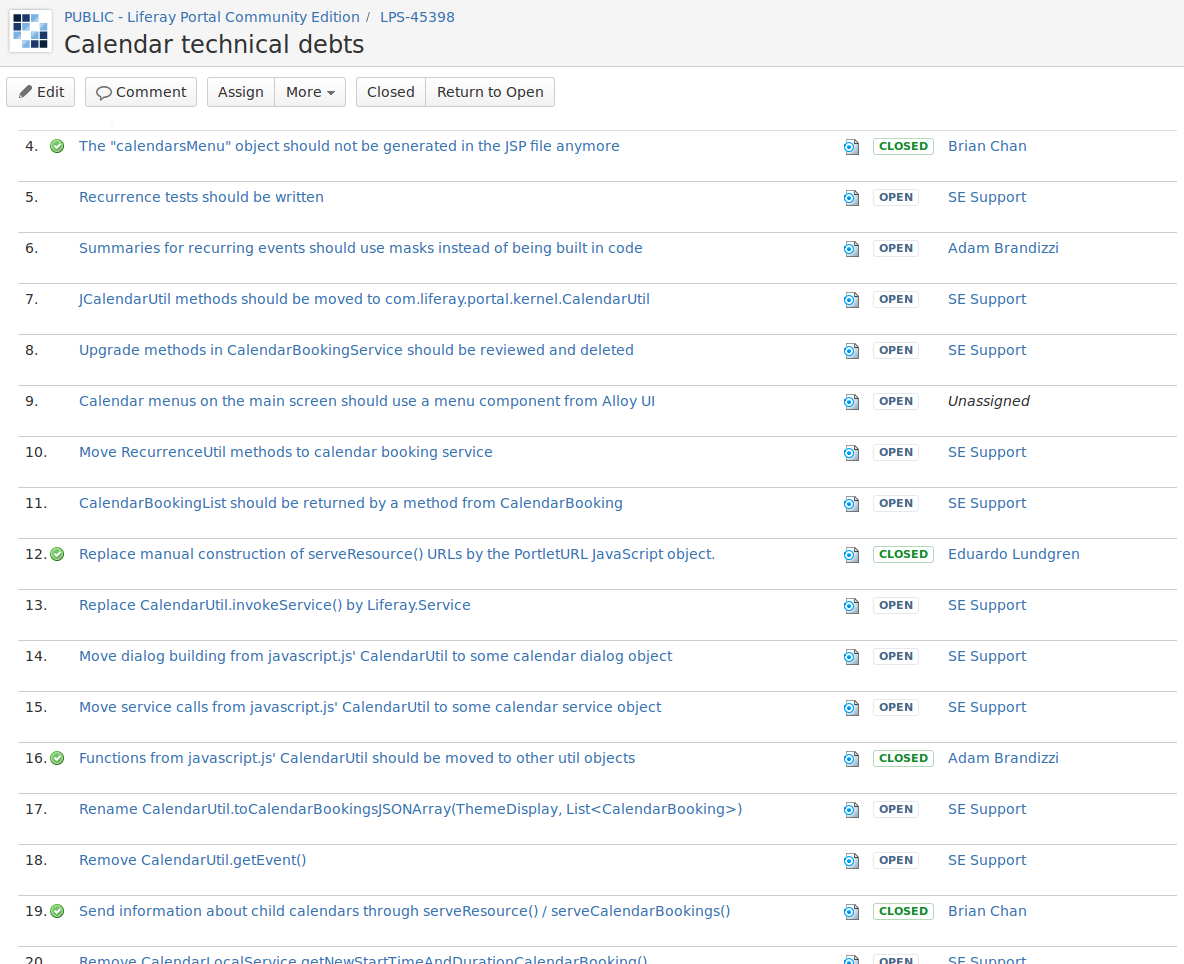 PUBLIC - Liferay Portal Community Edition / LPS-45398
Calendar technical debts
Edit Comment Assign More Closed Return to Open
4. The "calendarsMenu" object should not be generated in the JSP file anymore CLOSED Brian Chan
5. Recurrence tests should be written OPEN SE Support
6. Summaries for recurring events should use masks instead of being built in code OPEN Adam Brandizzi
7. JCalendarUtil methods should be moved to com.liferay.portal.kernel.CalendarUtil OPEN SE Support
8. Upgrade methods in CalendarBookingService should be reviewed and deleted OPEN SE Support
9. Calendar menus on the main screen should use a menu component from Alloy UI OPEN Unassigned
10. Move RecurrenceUtil methods to calendar booking service OPEN SE Support
11. CalendarBookingList should be returned by a method from CalendarBooking OPEN SE Support
12. Replace manual construction of serveResource() URLs by the PortletURL JavaScript object. CLOSED Eduardo Lundgren
13. Replace CalendarUtil.invokeService() by Liferay.Service OPEN SE Support
14. Move dialog building from javascript.js' CalendarUtil to some calendar dialog object OPEN SE Support
15. Move service calls from javascript.js' CalendarUtil to some calendar service object OPEN SE Support
16. Functions from javascript.js' CalendarUtil should be moved to other util objects CLOSED Adam Brandizzi
17. Rename CalendarUtil.toCalendarBookingsJSONArray(ThemeDisplay, List<CalendarBooking>) OPEN SE Support
18. Remove CalendarUtil.getEvent() OPEN SE Support
19. Send information about child calendars through serveResource() / serveCalendarBookings() CLOSED Brian Chan
20. Remove CalendarLocalService.getNewStartTimeAndDurationCalendarBooking() OPEN SE Support